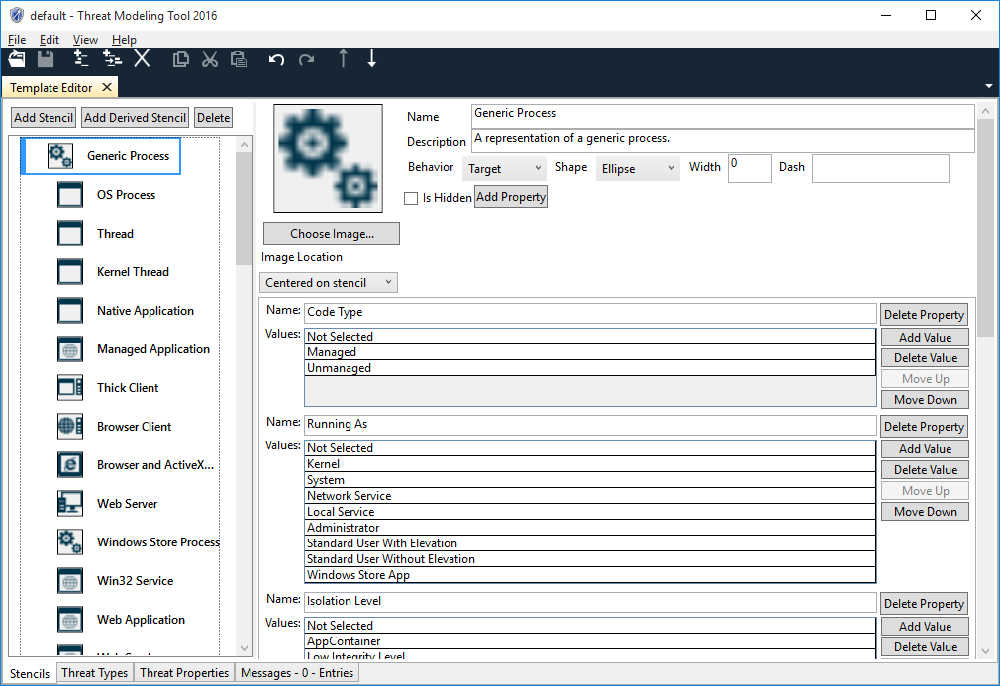 default - Threat Modeling Tool 2016
File Edit View Help
Template Editor
Add Stencil Add Derived Stencil Delete
Generic Process
OS Process
Thread
Kernel Thread
Native Application
Managed Application
Thick Client
Browser Client
Browser and ActiveX...
Web Server
Windows Store Process
Win32 Service
Web Application
Name Generic Process
Description A representation of a generic process.
Behavior Target Shape Ellipse Width 0 Dash
Is Hidden Add Property
Choose Image...
Image Location
Centered on stencil
Name: Code Type Delete Property
Values: Not Selected Add Value
Managed Delete Value
Unmanaged Move Up
Move Down
Name: Running As Delete Property
Values: Not Selected Add Value
Kernel Delete Value
System Move Up
Network Service
Local Service Move Down
Administrator
Standard User With Elevation
Standard User Without Elevation
Windows Store App
Name: Isolation Level Delete Property
Values: Not Selected Add Value
AppContainer Delete Value
Low Integrity Level
Stencils Threat Types Threat Properties Messages - 0 - Entries